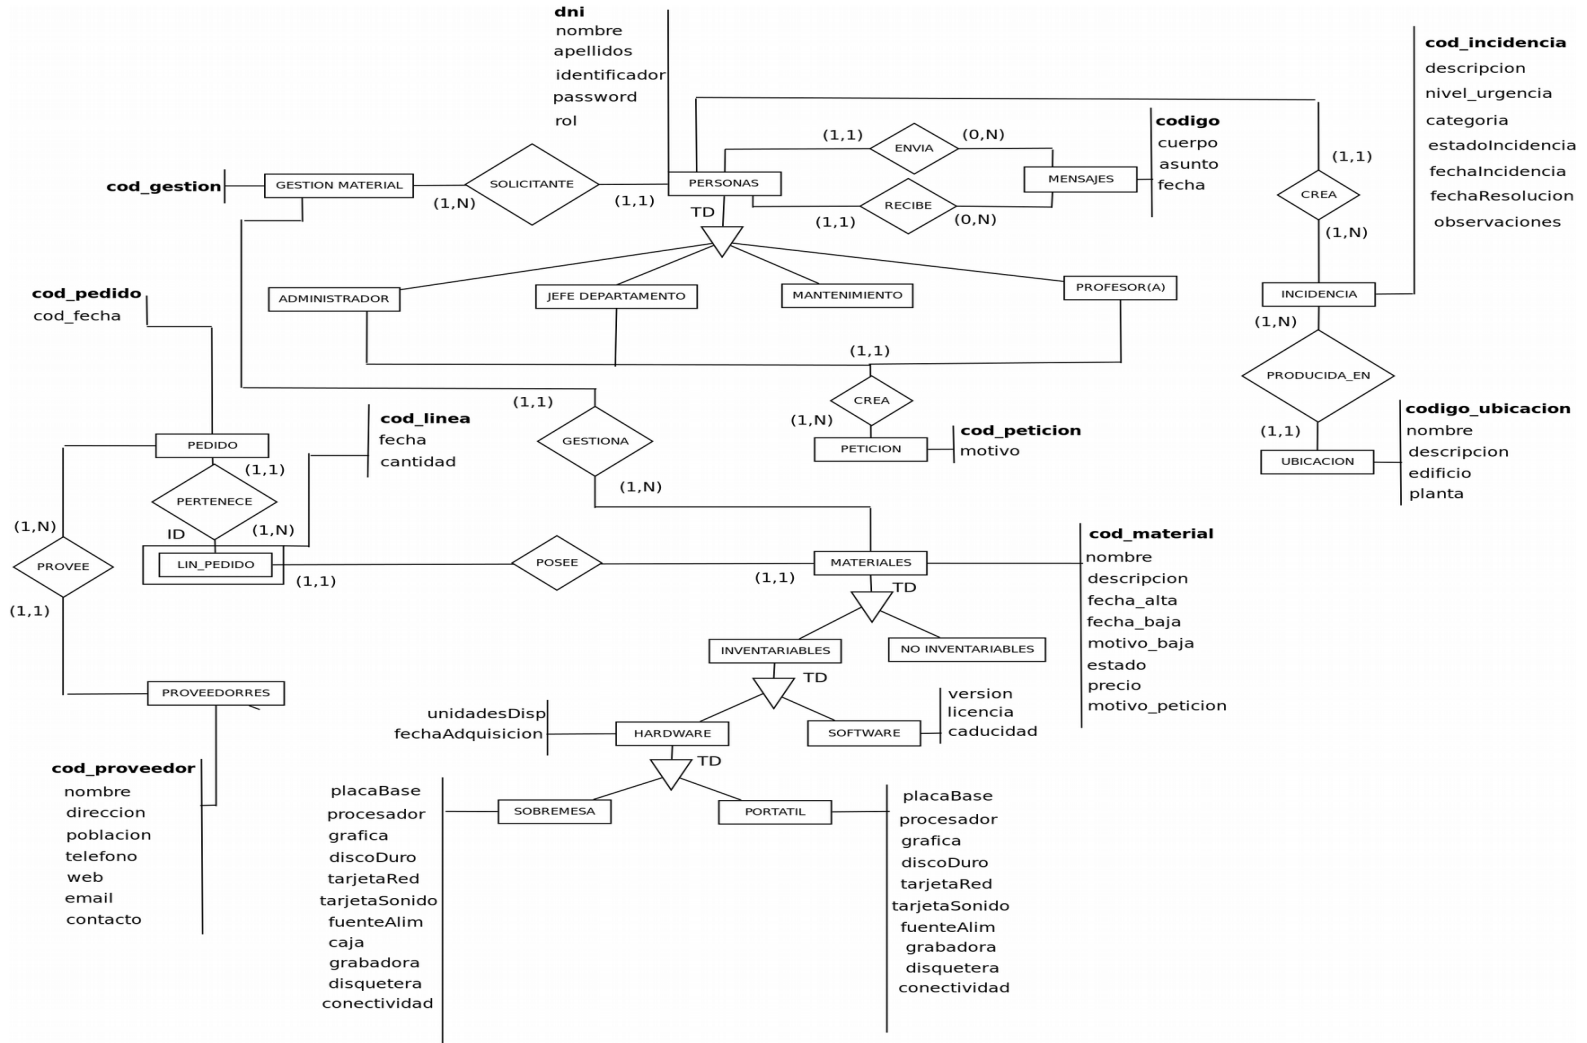 dni
nombre
apellidos
identificador
password
rol
cod_incidencia
descripcion
nivel_urgencia
categoria
estadoIncidencia
fechaIncidencia
fechaResolucion
observaciones
codigo
cuerpo
asunto
fecha
(1,1)
ENVIA
(0,N)
cod_gestion
GESTION MATERIAL
(1,N)
SOLICITANTE
(1,1)
PERSONAS
TD
MENSAJES
(1,1)
RECIBE
(0,N)
(1,1)
CREA
(1,N)
INCIDENCIA
(1,N)
PRODUCIDA_EN
(1,1)
UBICACION
codigo_ubicacion
nombre
descripcion
edificio
planta
ADMINISTRADOR
JEFE DEPARTAMENTO
MANTENIMIENTO
PROFESOR(A)
(1,1)
CREA
(1,N)
PETICION
cod_peticion
motivo
cod_pedido
cod_fecha
PEDIDO
(1,1)
PERTENECE
ID
(1,N)
LIN_PEDIDO
(1,1)
cod_linea
fecha
cantidad
(1,1)
GESTIONA
(1,N)
POSEE
(1,1)
MATERIALES
TD
cod_material
nombre
descripcion
fecha_alta
fecha_baja
motivo_baja
estado
precio
motivo_peticion
(1,N)
PROVEE
(1,1)
PROVEEDORRES
cod_proveedor
nombre
direccion
poblacion
telefono
web
email
contacto
INVENTARIABLES
NO INVENTARIABLES
TD
unidadesDisp
fechaAdquisicion
HARDWARE
SOFTWARE
version
licencia
caducidad
TD
SOBREMESA
PORTATIL
placaBase
procesador
grafica
discoDuro
tarjetaRed
tarjetaSonido
fuenteAlim
caja
grabadora
disquetera
conectividad
placaBase
procesador
grafica
discoDuro
tarjetaRed
tarjetaSonido
fuenteAlim
grabadora
disquetera
conectividad